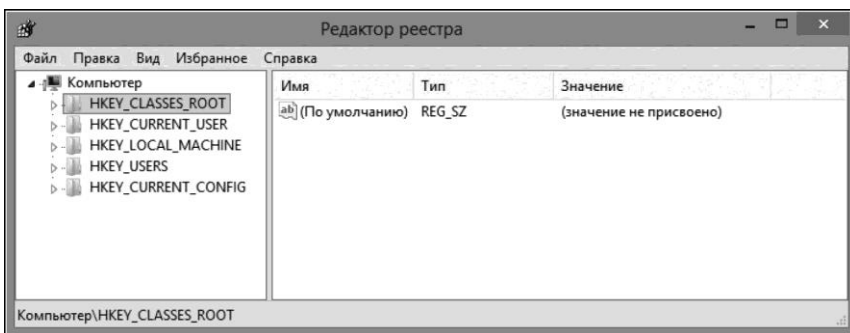 Редактор реестра
Файл Правка Вид Избранное Справка
Компьютер
HKEY_CLASSES_ROOT
HKEY_CURRENT_USER
HKEY_LOCAL_MACHINE
HKEY_USERS
HKEY_CURRENT_CONFIG
Имя Тип Значение
ab (По умолчанию) REG_SZ (значение не присвоено)
Компьютер\HKEY_CLASSES_ROOT